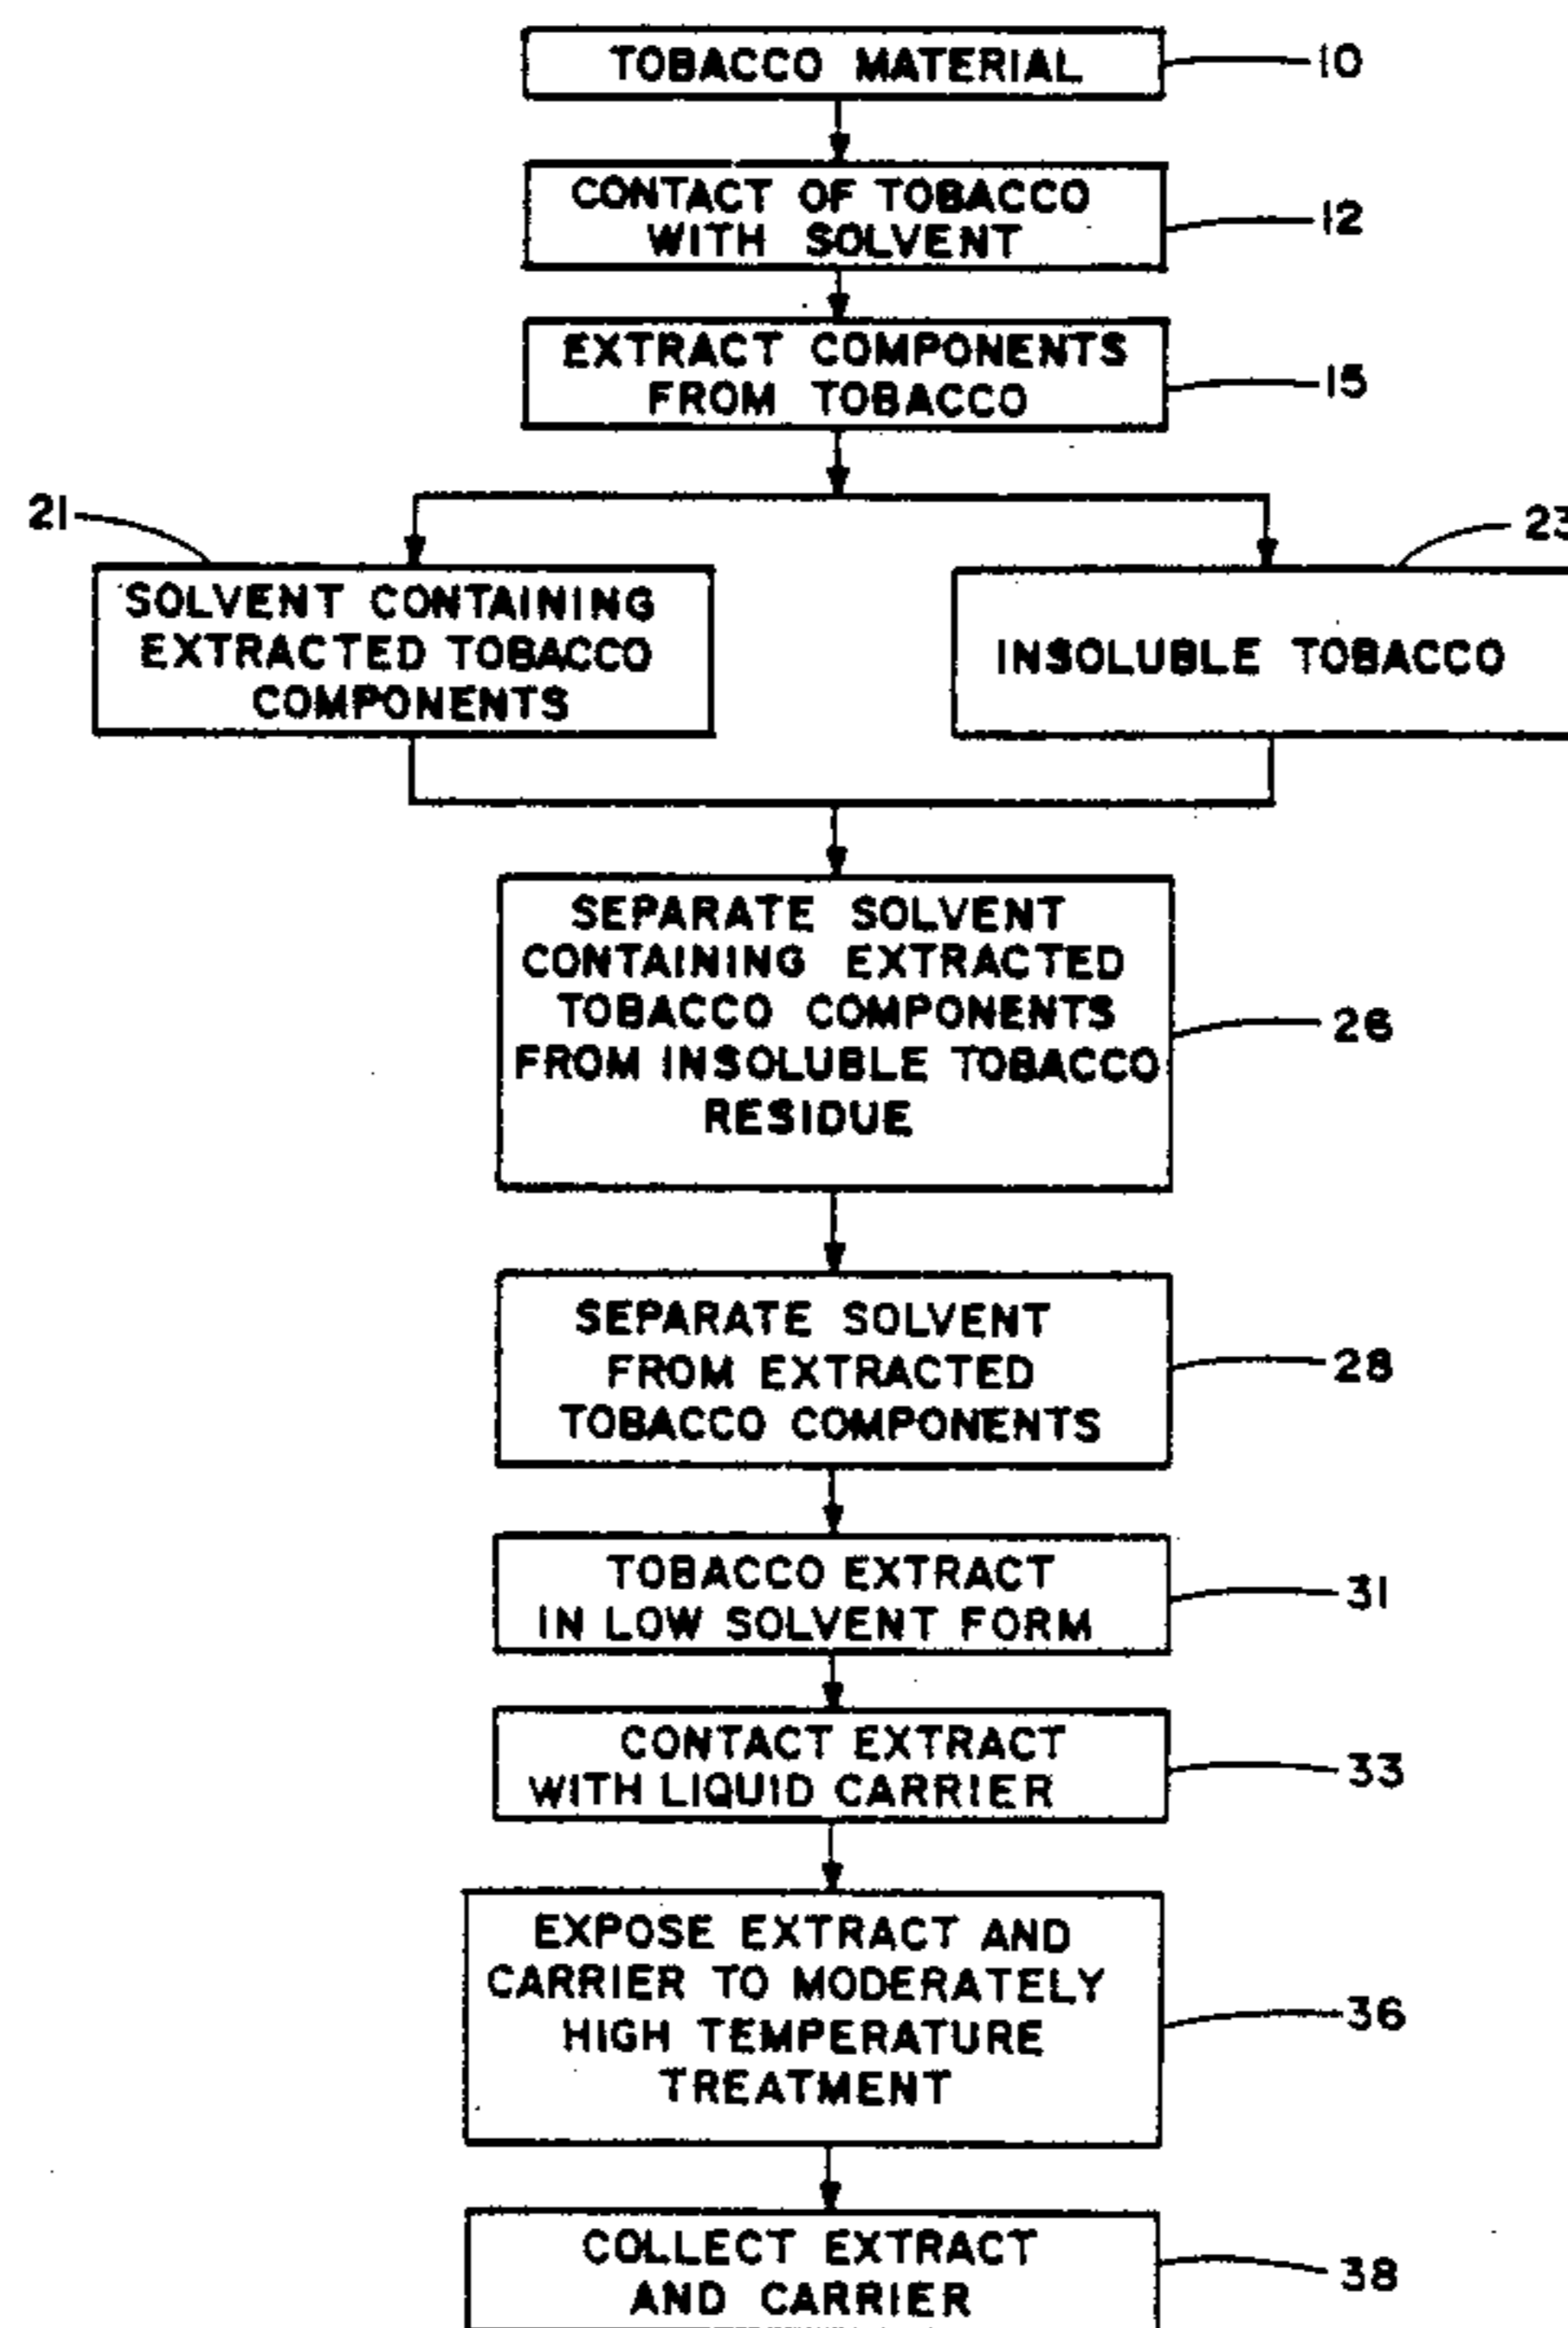 TOBACCO MATERIAL
10
CONTACT OF TOBACCO
WITH SOLVENT
12
EXTRACT COMPONENTS
FROM TOBACCO
15
21
23
SOLVENT CONTAINING
EXTRACTED TOBACCO
COMPONENTS
INSOLUBLE TOBACCO
SEPARATE SOLVENT
CONTAINING EXTRACTED
TOBACCO COMPONENTS
FROM INSOLUBLE TOBACCO
RESIDUE
26
SEPARATE SOLVENT
FROM EXTRACTED
TOBACCO COMPONENTS
28
TOBACCO EXTRACT
IN LOW SOLVENT FORM
31
CONTACT EXTRACT
WITH LIQUID CARRIER
33
EXPOSE EXTRACT AND
CARRIER TO MODERATELY
HIGH TEMPERATURE
TREATMENT
36
COLLECT EXTRACT
AND CARRIER
38